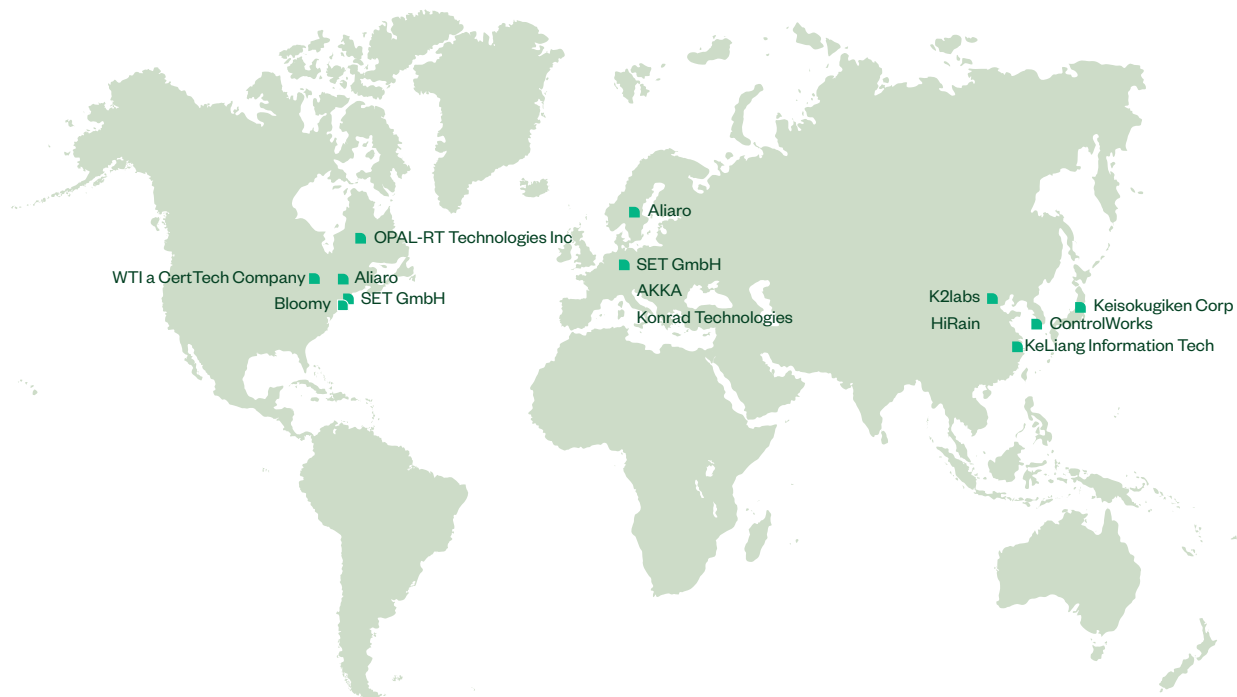 Aliaro
OPAL-RT Technologies Inc
WTI a CertTech Company
Aliaro
Bloomy
SET GmbH
SET GmbH
AKKA
Konrad Technologies
K2labs
HiRain
Keisokugiken Corp
ControlWorks
KeLiang Information Tech